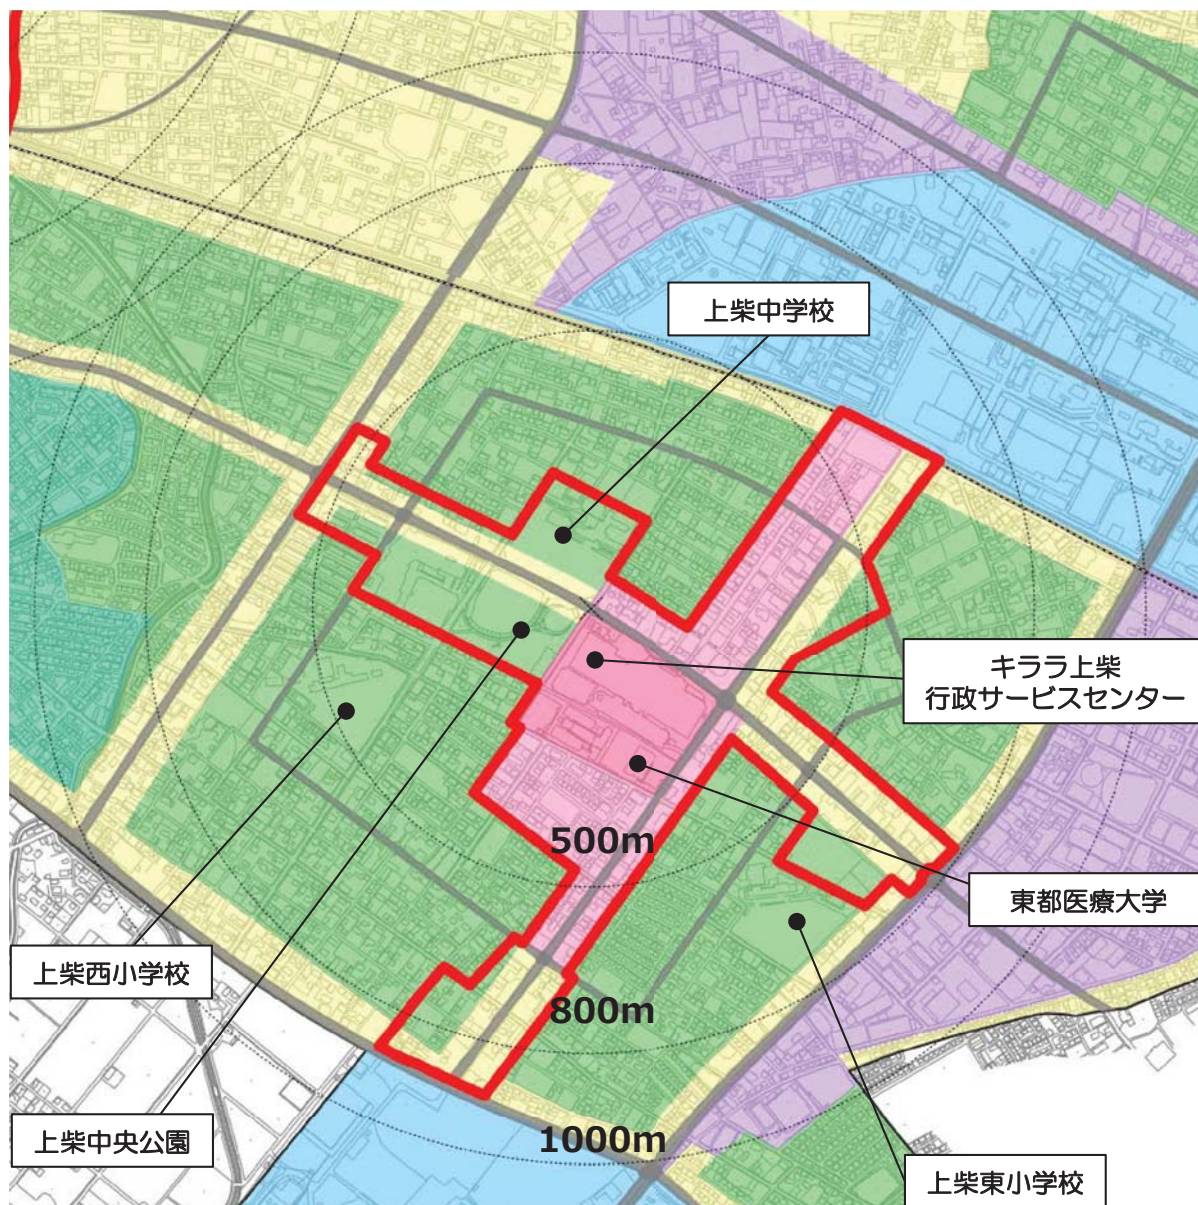 上柴中学校
キララ上柴
行政サービスセンター
500m
東都医療大学
上柴西小学校
800m
上柴中央公園
1000m
上柴東小学校